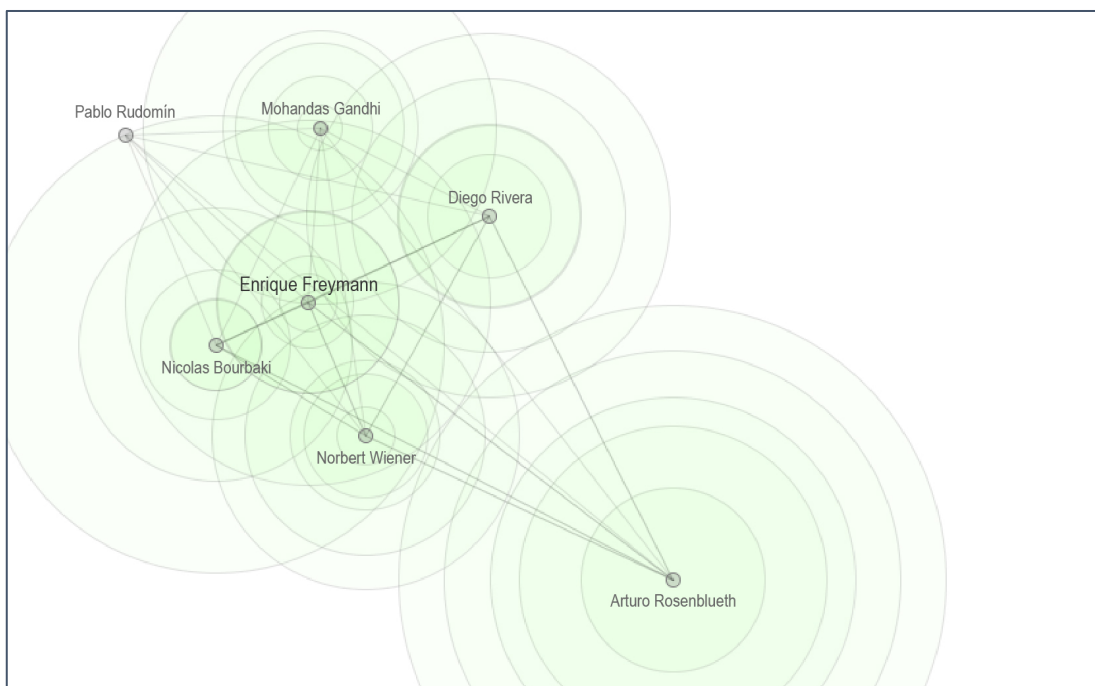 Pablo Rudomín
Mohandas Gandhi
Diego Rivera
Enrique Freymann
Nicolas Bourbaki
Norbert Wiener
Arturo Rosenblueth